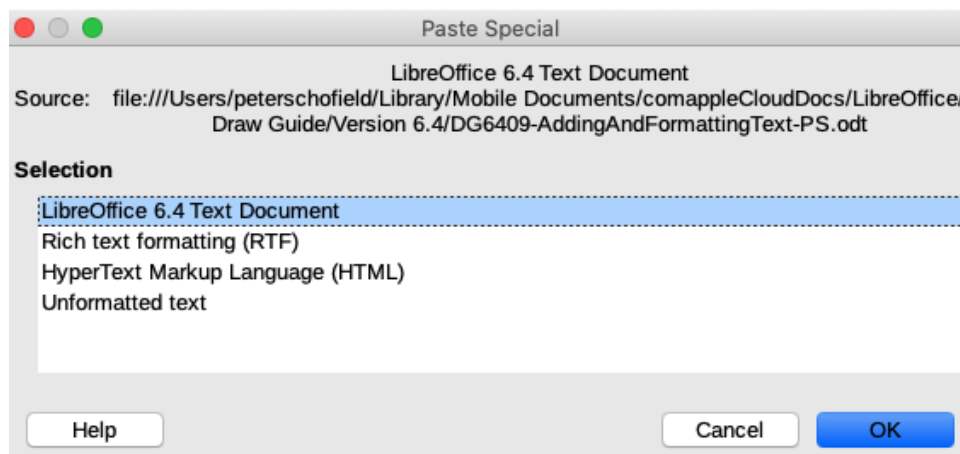 Paste Special
LibreOffice 6.4 Text Document
Source: file:///Users/peterschofield/Library/Mobile Documents/comappleCloudDocs/LibreOffice/
Draw Guide/Version 6.4/DG6409-AddingAndFormattingText-PS.odt
Selection
LibreOffice 6.4 Text Document
Rich text formatting (RTF)
HyperText Markup Language (HTML)
Unformatted text
Help Cancel OK